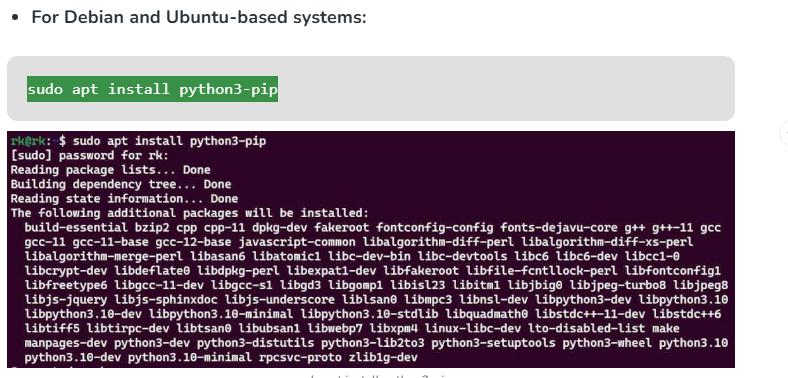 For Debian and Ubuntu-based systems:
sudo apt install python3-pip
rk@rk:~$ sudo apt install python3-pip
[sudo] password for rk:
Reading package lists... Done
Building dependency tree... Done
Reading state information... Done
The following additional packages will be installed:
build-essential bzip2 cpp cpp-11 dpkg-dev fakeroot fontconfig-config fonts-dejavu-core g++ g++-11 gcc
gcc-11 gcc-11-base gcc-12-base javascript-common libalgorithm-diff-perl libalgorithm-diff-xs-perl
libalgorithm-merge-perl libasan6 libatomic1 libc-dev-bin libc-devtools libc6 libc6-dev libcc1-0
libcrypt-dev libdeflate0 libdpkg-perl libexpat1-dev libfakeroot libfile-fcntllock-perl libfontconfig1
libfreetype6 libgcc-11-dev libgcc-s1 libgd3 libgomp1 libisl23 libitm1 libjbig0 libjpeg-turbo8 libjpeg8
libjs-jquery libjs-sphinxdoc libjs-underscore liblsan0 libmpc3 libnsl-dev libpython3-dev libpython3.10
libpython3.10-dev libpython3.10-minimal libpython3.10-stdlib libquadmath0 libstdc++-11-dev libstdc++6
libtiff5 libtirpc-dev libtsan0 libubsan1 libwebp7 libxpm4 linux-libc-dev lto-disabled-list make
manpages-dev python3-dev python3-distutils python3-lib2to3 python3-setuptools python3-wheel python3.10
python3.10-dev python3.10-minimal rpcsvc-proto zlib1g-dev